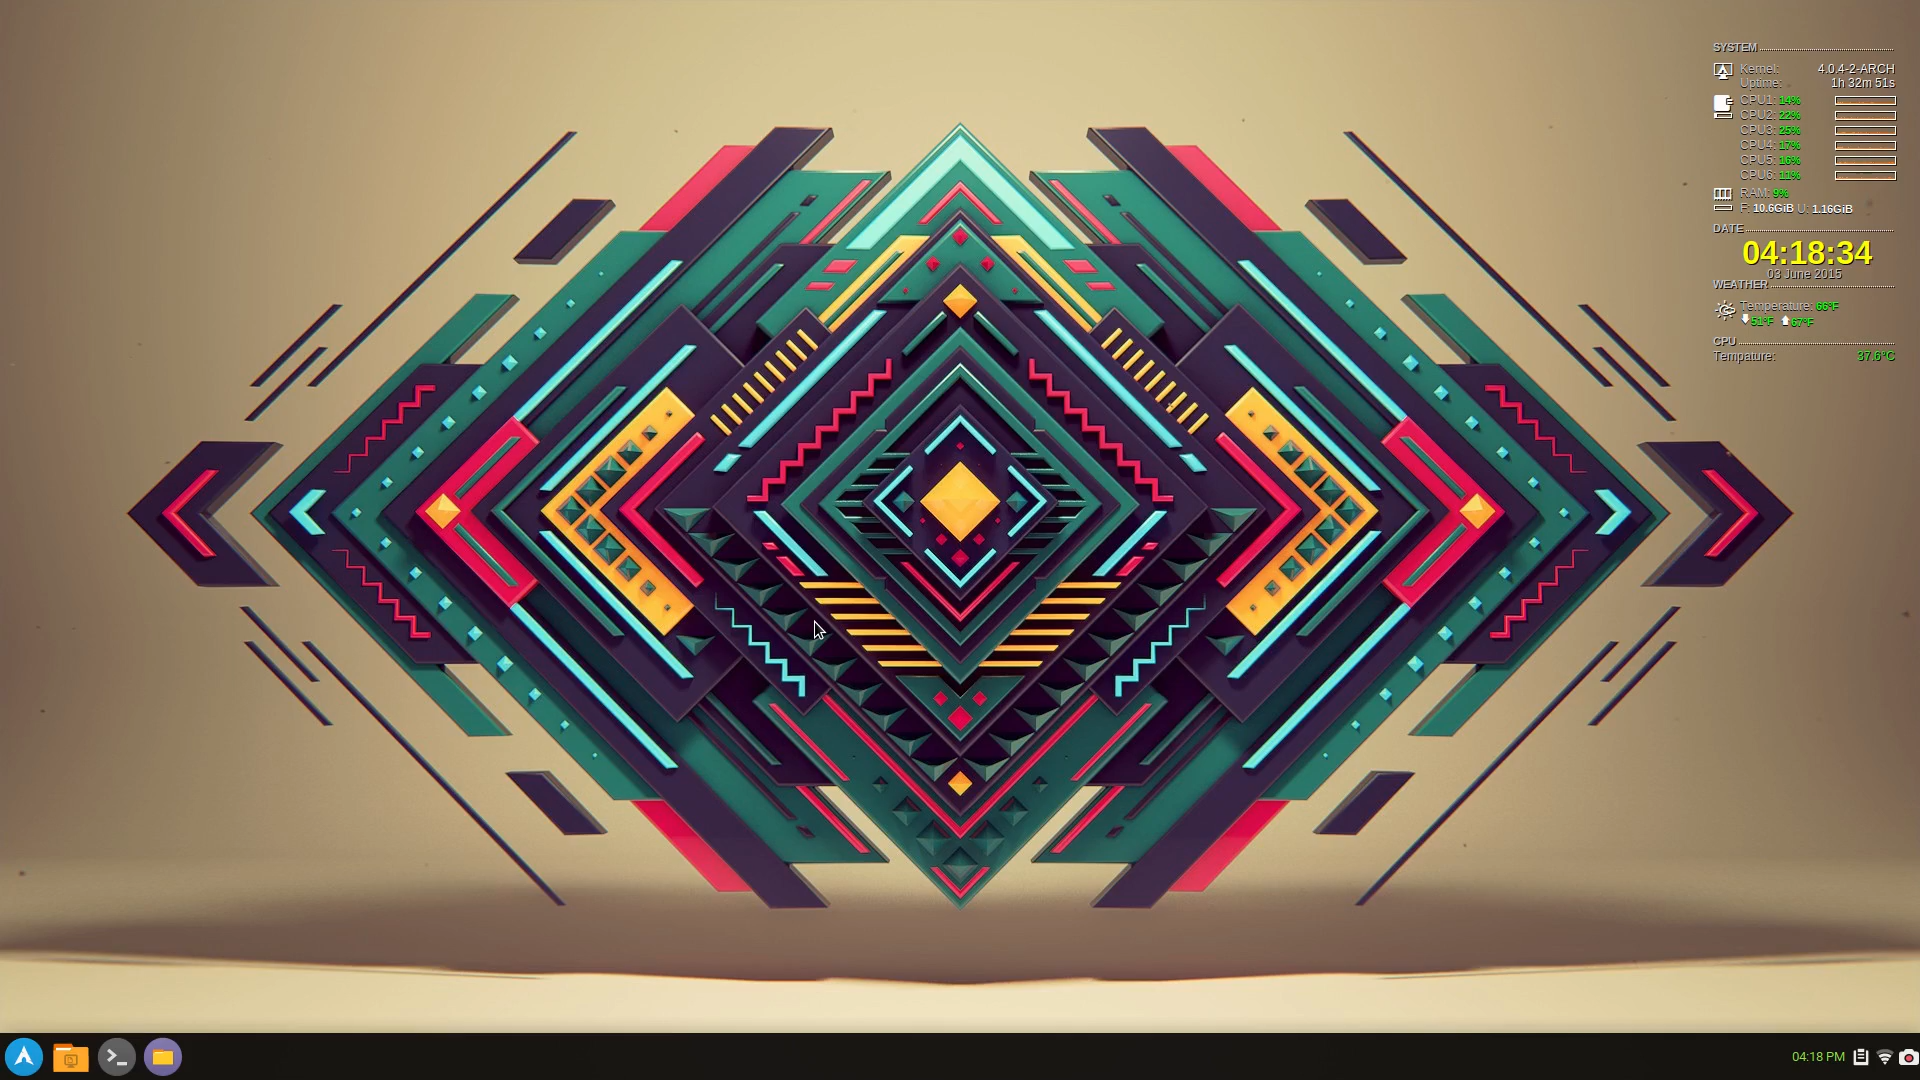 SYSTEM
Kernel: 4.0.4-2-ARCH
Uptime: 1h 32m 51s
CPU1: 14%
CPU2: 22%
CPU3: 25%
CPU4: 17%
CPU5: 16%
CPU6: 11%
RAM: 9%
F: 10.6GiB U: 1.16GiB
DATE
04:18:34
03 June 2015
WEATHER
Temperature: 66°F
51°F 67°F
CPU
Tempature: 37.6°C
04:18 PM